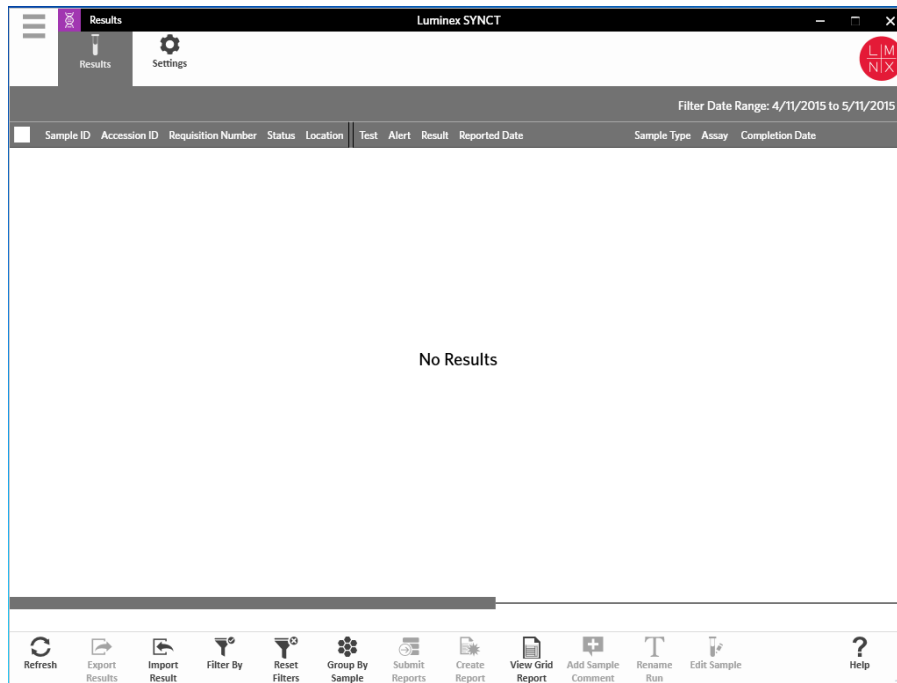 Results
Luminex SYNCT
Results
Settings
L M
N X
Filter Date Range: 4/11/2015 to 5/11/2015
Sample ID Accession ID Requisition Number Status Location Test Alert Result Reported Date Sample Type Assay Completion Date
No Results
Refresh
Export
Results
Import
Result
Filter By
Reset
Filters
Group By
Sample
Submit
Reports
Create
Report
View Grid
Report
Add Sample
Comment
Rename
Run
Edit Sample
Help